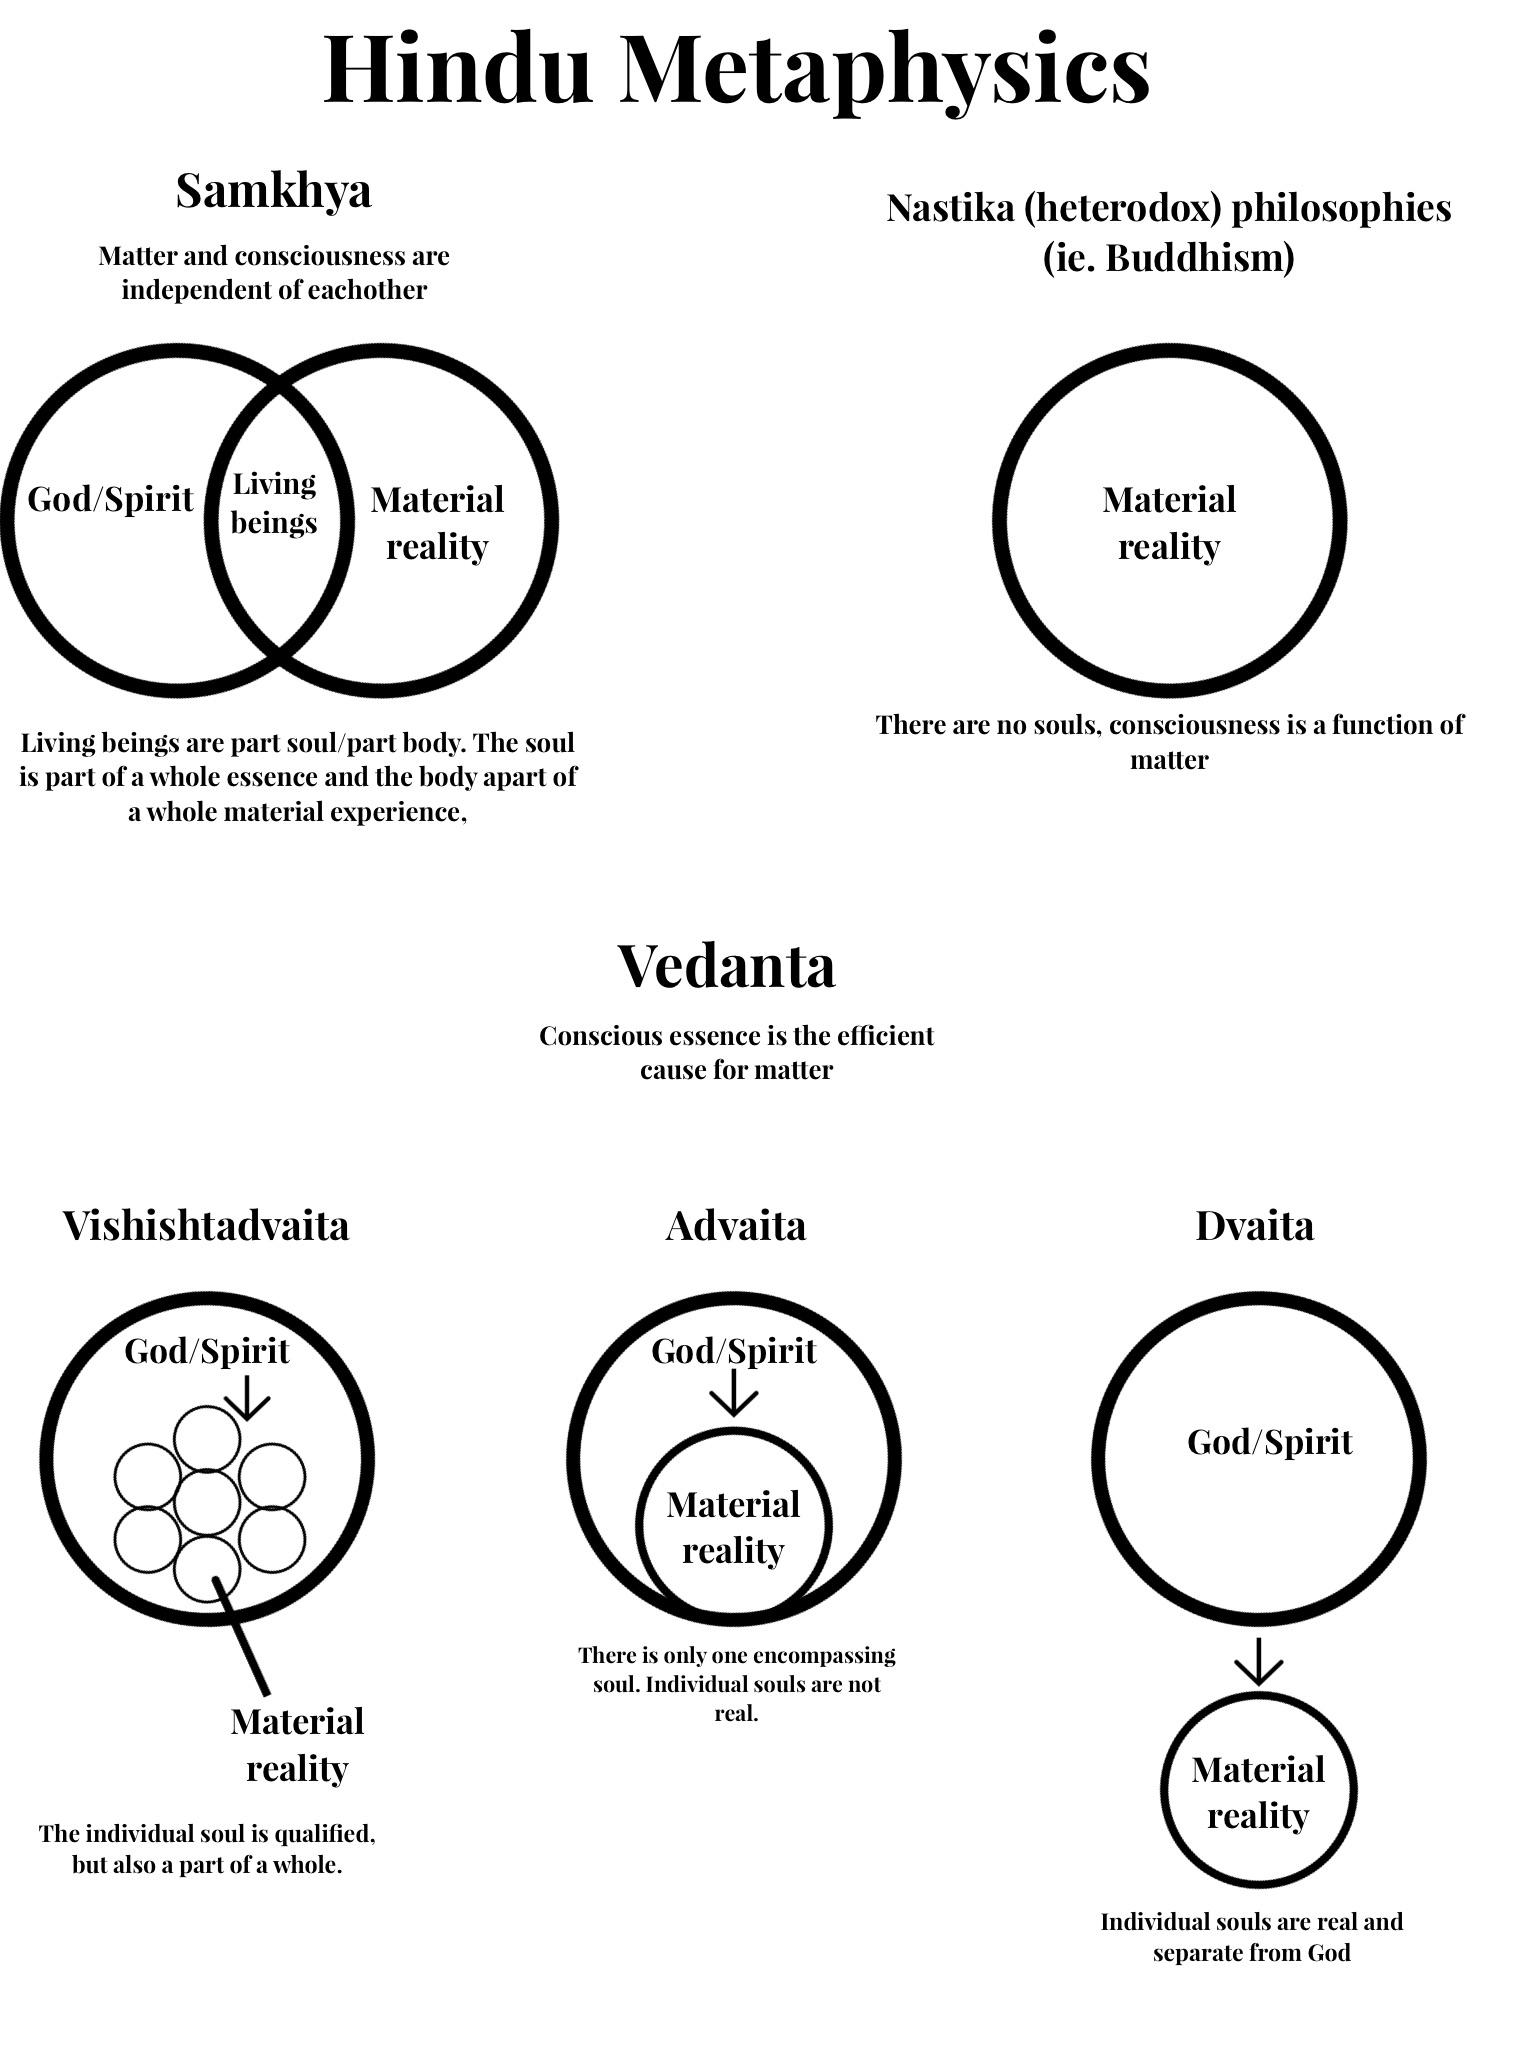 Hindu Metaphysics
Samkhya
Matter and consciousness are
independent of eachother
God/Spirit
Living
beings
Material
reality
Living beings are part soul/part body. The soul
is part of a whole essence and the body apart of
a whole material experience,
Nastika (heterodox) philosophies
(ie. Buddhism)
Material
reality
There are no souls, consciousness is a function of
matter
Vedanta
Conscious essence is the efficient
cause for matter
Vishishtadvaita
God/Spirit
Material
reality
The individual soul is qualified,
but also a part of a whole.
Advaita
God/Spirit
Material
reality
There is only one encompassing
soul. Individual souls are not
real.
Dvaita
God/Spirit
Material
reality
Individual souls are real and
separate from God